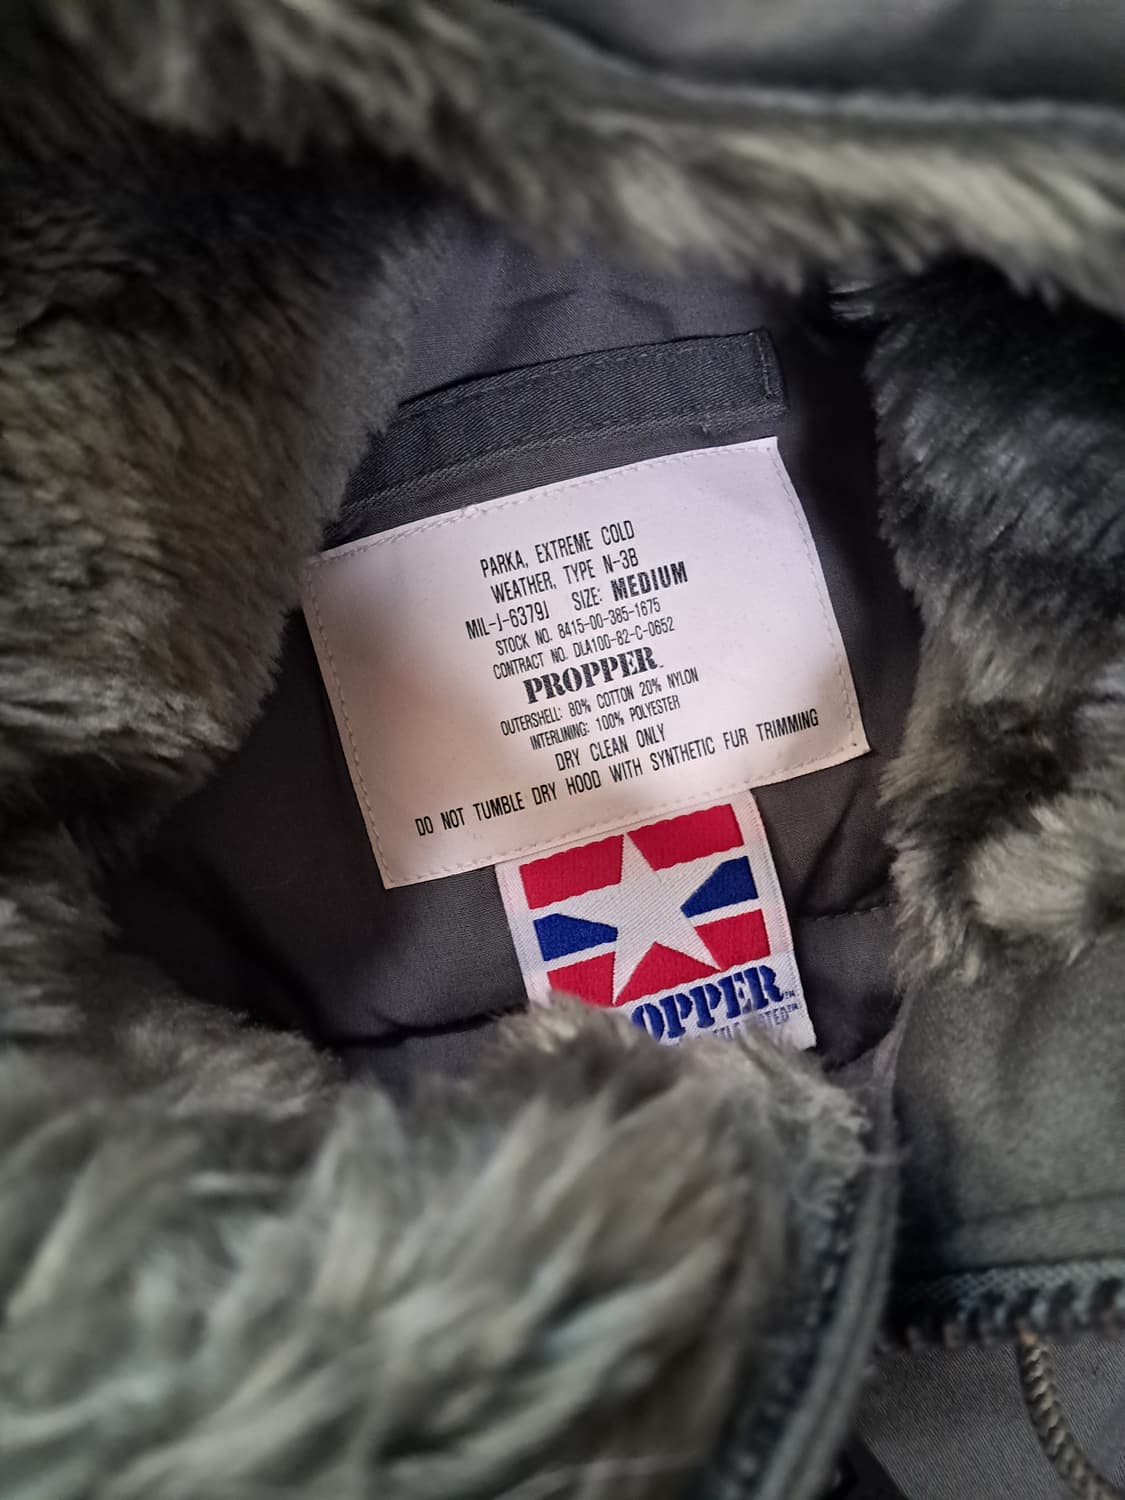 PARKA, EXTREME COLD
WEATHER, TYPE N-3B
MIL-J-6379J SIZE: MEDIUM
STOCK NO. 8415-00-385-1675
CONTRACT NO. DLA100-82-C-0652
PROPPER™
OUTERSHELL: 80% COTTON 20% NYLON
INTERLINING: 100% POLYESTER
DRY CLEAN ONLY
DO NOT TUMBLE DRY HOOD WITH SYNTHETIC FUR TRIMMING
OPPER™